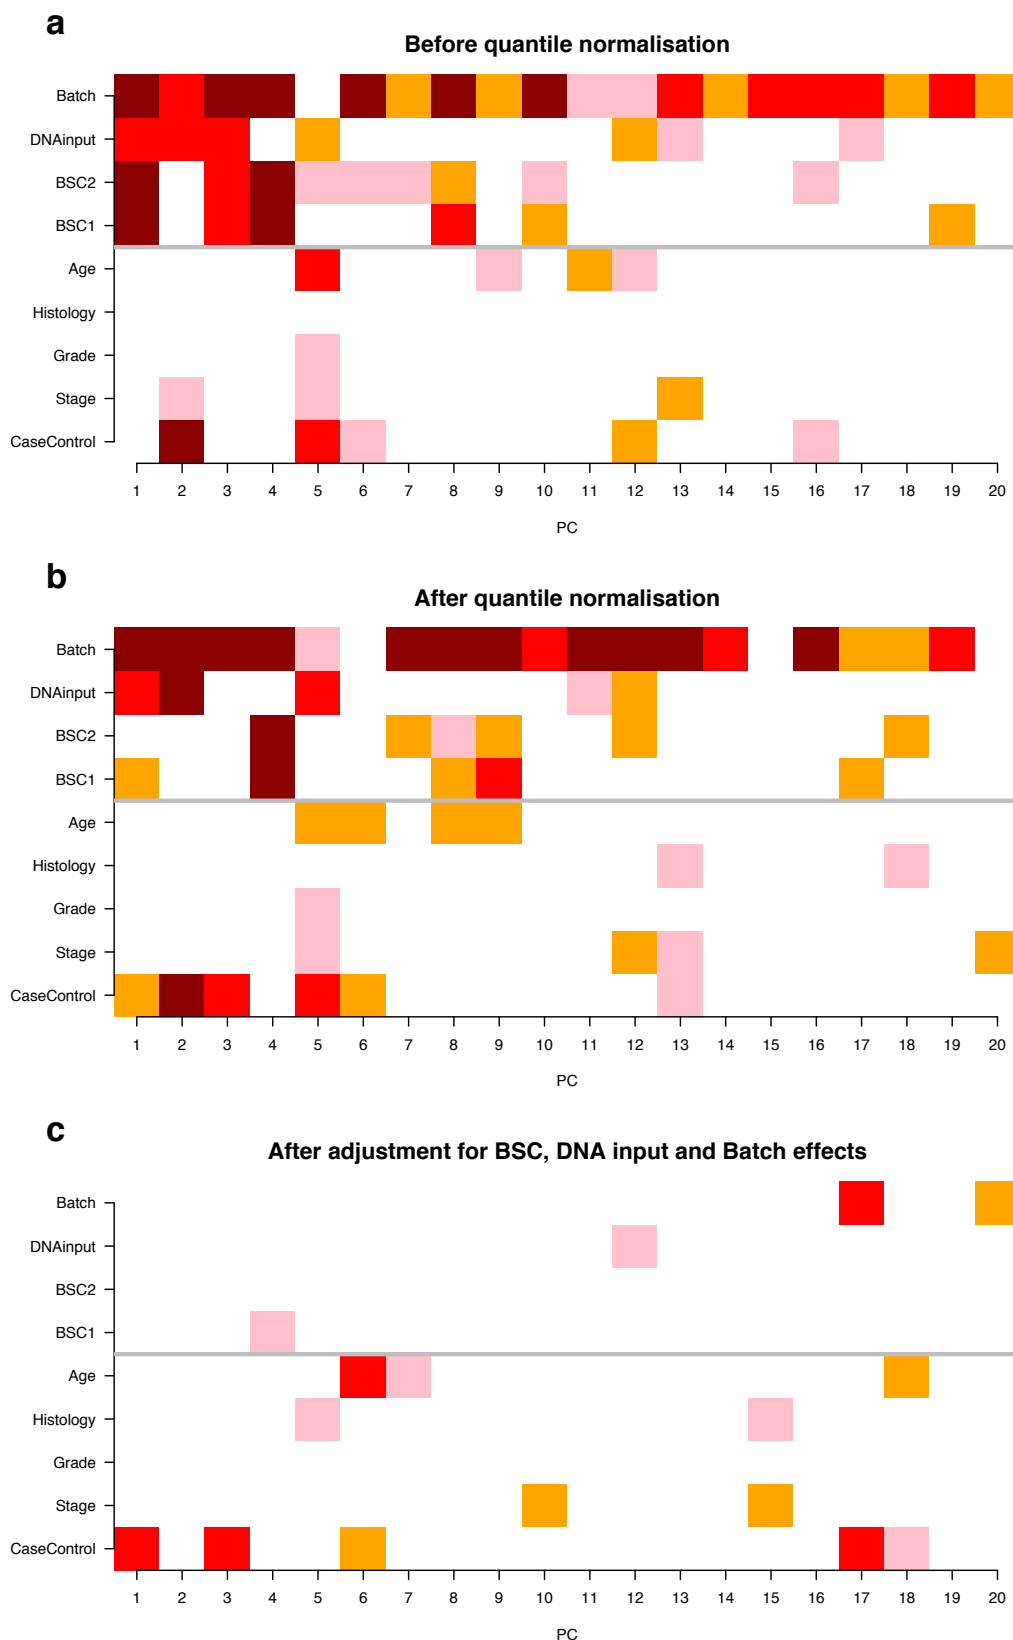 a
Before quantile normalisation
Batch
DNAinput
BSC2
BSC1
Age
Histology
Grade
Stage
CaseControl
1 2 3 4 5 6 7 8 9 10 11 12 13 14 15 16 17 18 19 20
PC
b
After quantile normalisation
Batch
DNAinput
BSC2
BSC1
Age
Histology
Grade
Stage
CaseControl
1 2 3 4 5 6 7 8 9 10 11 12 13 14 15 16 17 18 19 20
PC
c
After adjustment for BSC, DNA input and Batch effects
Batch
DNAinput
BSC2
BSC1
Age
Histology
Grade
Stage
CaseControl
1 2 3 4 5 6 7 8 9 10 11 12 13 14 15 16 17 18 19 20
PC